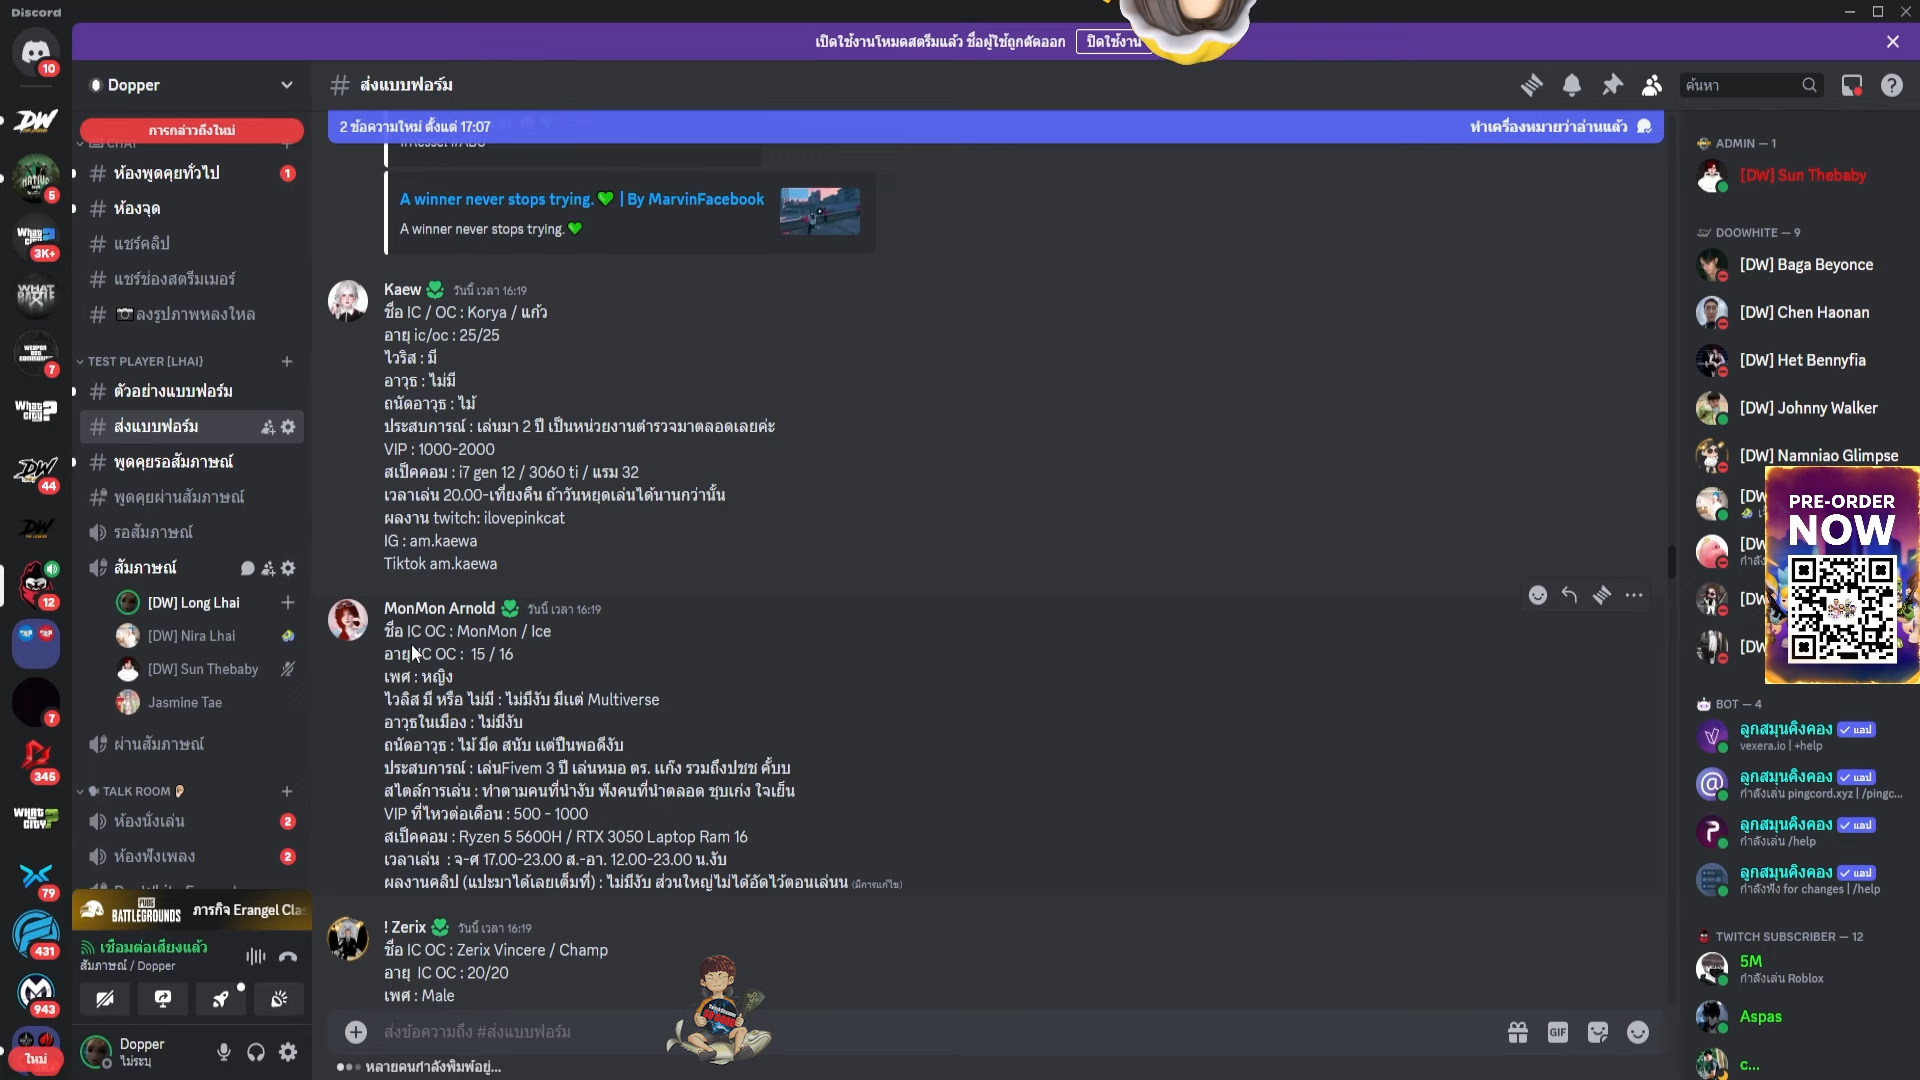 Discord
เปิดใช้งานโหมดสตรีมแล้ว ชื่อผู้ใช้ถูกตัดออก
ปิดใช้งาน
10
DW
5
What City?
3K+
WHAT BATTLE
7
What City?
DW
44
DW
12
7
345
WHAT CITY?
79
431
943
ใหม่
Dopper
การกล่าวถึงใหม่
CHAT
ห้องพูดคุยทั่วไป
1
ห้องจุด
แชร์คลิป
แชร์ช่องสตรีมเมอร์
ลงรูปภาพหลงใหล
TEST PLAYER [LHAI}
ตัวอย่างแบบฟอร์ม
ส่งแบบฟอร์ม
พูดคุยรอสัมภาษณ์
พูดคุยผ่านสัมภาษณ์
รอสัมภาษณ์
สัมภาษณ์
[DW] Long Lhai
[DW] Nira Lhai
[DW] Sun Thebaby
Jasmine Tae
ผ่านสัมภาษณ์
TALK ROOM
ห้องนั่งเล่น
2
ห้องฟังเพลง
2
PUBG BATTLEGROUNDS
ภารกิจ Erangel Clas
เชื่อมต่อเสียงแล้ว
สัมภาษณ์ / Dopper
Dopper
ไม่ระบุ
# ส่งแบบฟอร์ม
ค้นหา
2 ข้อความใหม่ ตั้งแต่ 17:07
ทำเครื่องหมายว่าอ่านแล้ว
A winner never stops trying.💚 | By MarvinFacebook
A winner never stops trying.💚
Kaew วันนี้ เวลา 16:19
ชื่อ IC / OC : Korya / แก้ว
อายุ ic/oc : 25/25
ไวริส : มี
อาวุธ : ไม่มี
ถนัดอาวุธ : ไม้
ประสบการณ์ : เล่นมา 2 ปี เป็นหน่วยงานตำรวจมาตลอดเลยค่ะ
VIP : 1000-2000
สเป็คคอม : i7 gen 12 / 3060 ti / แรม 32
เวลาเล่น 20.00-เที่ยงคืน ถ้าวันหยุดเล่นได้นานกว่านั้น
ผลงาน twitch: ilovepinkcat
IG : am.kaewa
Tiktok am.kaewa
MonMon Arnold วันนี้ เวลา 16:19
ชื่อ IC OC : MonMon / Ice
อายุ IC OC : 15 / 16
เพศ : หญิง
ไวลิส มี หรือ ไม่มี : ไม่มีงับ มีแต่ Multiverse
อาวุธในเมือง : ไม่มีงับ
ถนัดอาวุธ : ไม้ มีด สนับ แต่ปืนพอดีงับ
ประสบการณ์ : เล่นFivem 3 ปี เล่นหมอ ตร. แก๊ง รวมถึงปชช คั้บบ
สไตล์การเล่น : ทำตามคนที่นำงับ ฟังคนที่นำตลอด ชุบเก่ง ใจเย็น
VIP ที่ไหวต่อเดือน : 500 - 1000
สเป็คคอม : Ryzen 5 5600H / RTX 3050 Laptop Ram 16
เวลาเล่น : จ-ศ 17.00-23.00 ส.-อา. 12.00-23.00 น.งับ
ผลงานคลิป (แปะมาได้เลยเต็มที่) : ไม่มีงับ ส่วนใหญ่ไม่ได้อัดไว้ตอนเล่นน (มีการแก้ไข)
! Zerix วันนี้ เวลา 16:19
ชื่อ IC OC : Zerix Vincere / Champ
อายุ IC OC : 20/20
เพศ : Male
ส่งข้อความถึง #ส่งแบบฟอร์ม
GIF
หลายคนกำลังพิมพ์อยู่...
ADMIN — 1
[DW] Sun Thebaby
DOOWHITE — 9
[DW] Baga Beyonce
[DW] Chen Haonan
[DW] Het Bennyfia
[DW] Johnny Walker
[DW] Namniao Glimpse
[DW
[DW
กำลัง
[DW
[DW
PRE-ORDER
NOW
BOT — 4
ลูกสมุนคิงคอง แอป
vexera.io | +help
ลูกสมุนคิงคอง แอป
กำลังเล่น pingcord.xyz | /pingc...
ลูกสมุนคิงคอง แอป
กำลังเล่น /help
ลูกสมุนคิงคอง แอป
กำลังฟัง for changes | /help
TWITCH SUBSCRIBER — 12
5M
กำลังเล่น Roblox
Aspas
c...